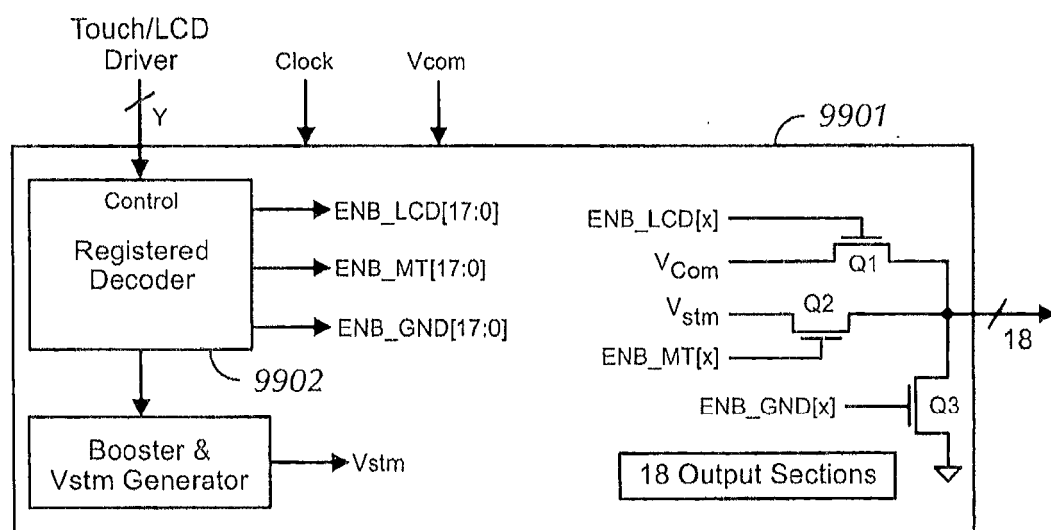 Touch/LCD
Driver
Y
Clock
Vcom
9901
Control
Registered
Decoder
ENB_LCD[17:0]
ENB_MT[17:0]
ENB_GND[17:0]
9902
Booster &
Vstm Generator
Vstm
ENB_LCD[x]
VCom
Q1
Vstm
Q2
ENB_MT[x]
18
ENB_GND[x]
Q3
18 Output Sections